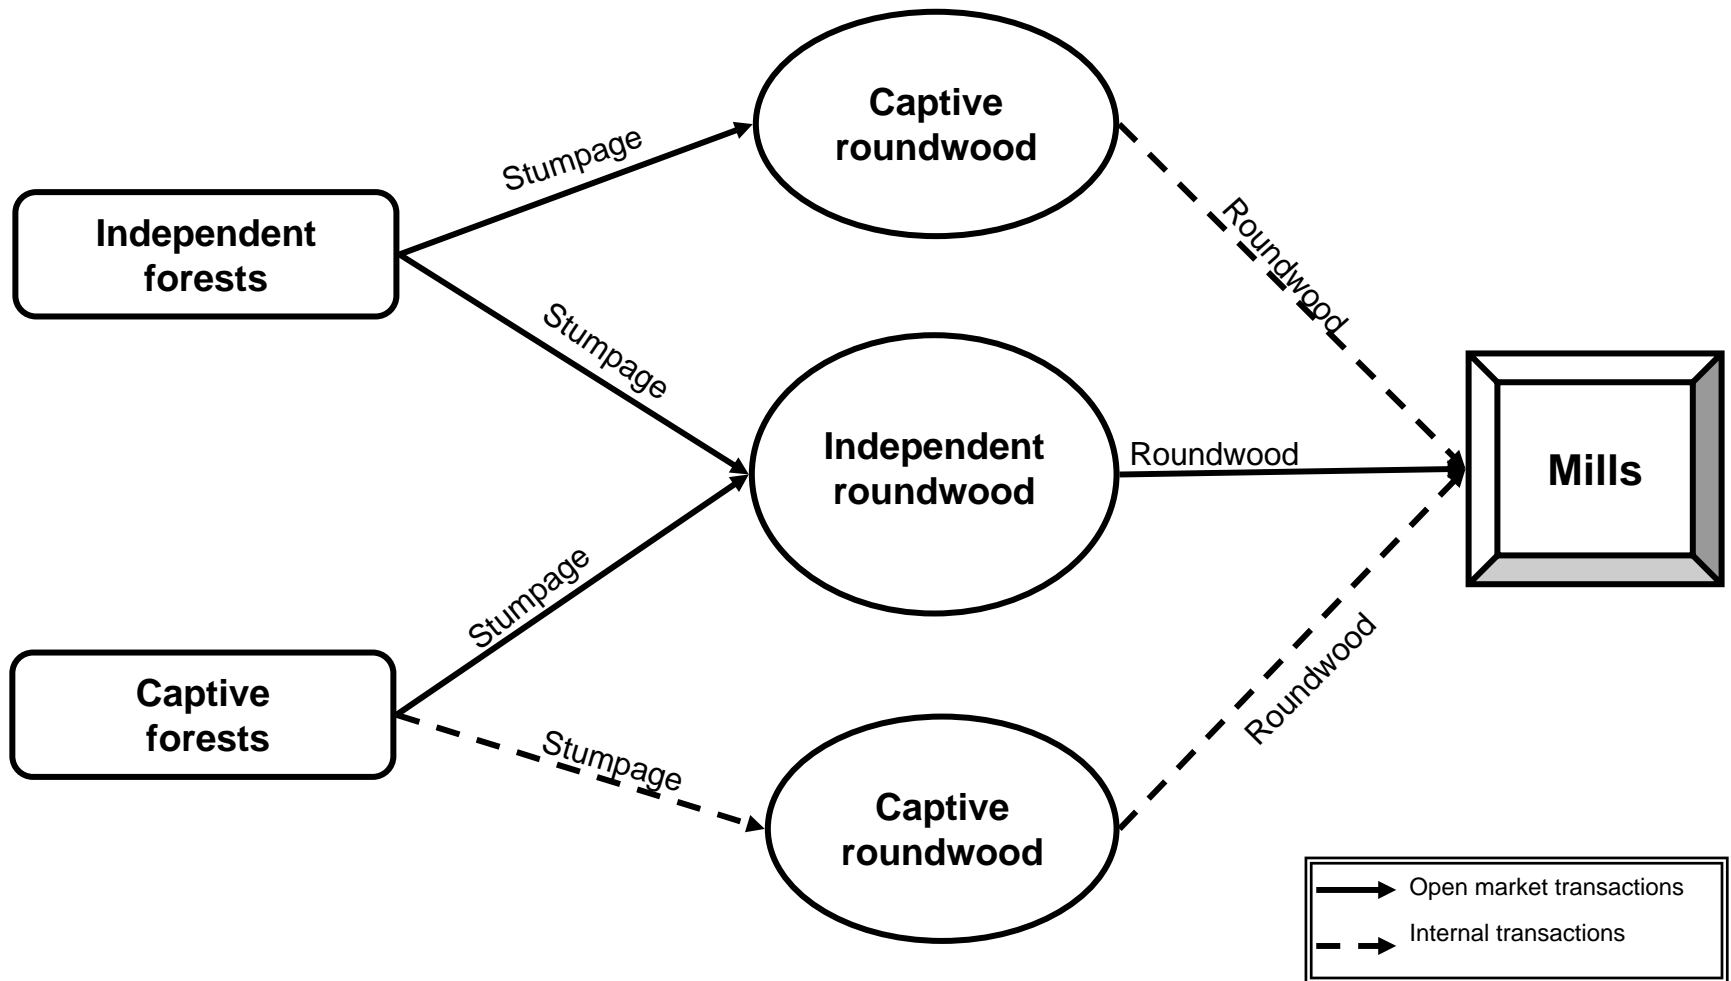 Captive
roundwood
Stumpage
Independent
forests
Roundwood
Stumpage
Independent
roundwood
Roundwood
Mills
Stumpage
Captive
forests
Stumpage
Roundwood
Captive
roundwood
Open market transactions
Internal transactions